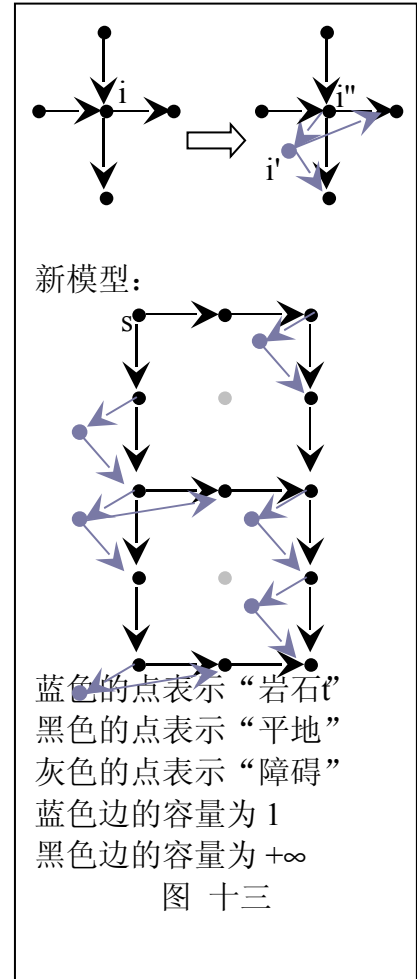 i
i''
i'
新模型：
s
蓝色的点表示“岩石t”
黑色的点表示“平地”
灰色的点表示“障碍”
蓝色边的容量为 1
黑色边的容量为 +∞
图 十三